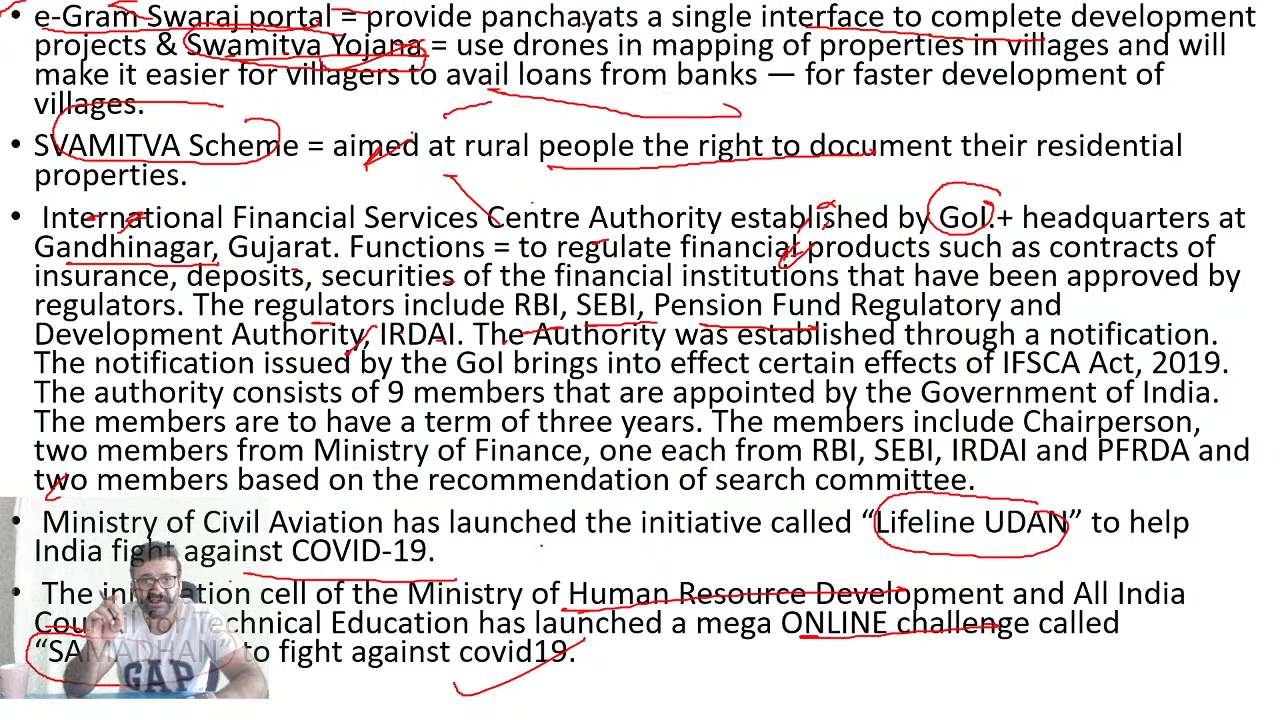 • e-Gram Swaraj portal = provide panchayats a single interface to complete development
projects & Swamitva Yojana = use drones in mapping of properties in villages and will
make it easier for villagers to avail loans from banks — for faster development of
villages.
• SVAMITVA Scheme = aimed at rural people the right to document their residential
properties.
• International Financial Services Centre Authority established by GoI.+ headquarters at
Gandhinagar, Gujarat. Functions = to regulate financial products such as contracts of
insurance, deposits, securities of the financial institutions that have been approved by
regulators. The regulators include RBI, SEBI, Pension Fund Regulatory and
Development Authority, IRDAI. The Authority was established through a notification.
The notification issued by the GoI brings into effect certain effects of IFSCA Act, 2019.
The authority consists of 9 members that are appointed by the Government of India.
The members are to have a term of three years. The members include Chairperson,
two members from Ministry of Finance, one each from RBI, SEBI, IRDAI and PFRDA and
two members based on the recommendation of search committee.
• Ministry of Civil Aviation has launched the initiative called “Lifeline UDAN” to help
India fight against COVID-19.
• The cell of the Ministry of Human Resource Development and All India
Council for Technical Education has launched a mega ONLINE challenge called
“SAMADHAN” to fight against covid19.
GAP